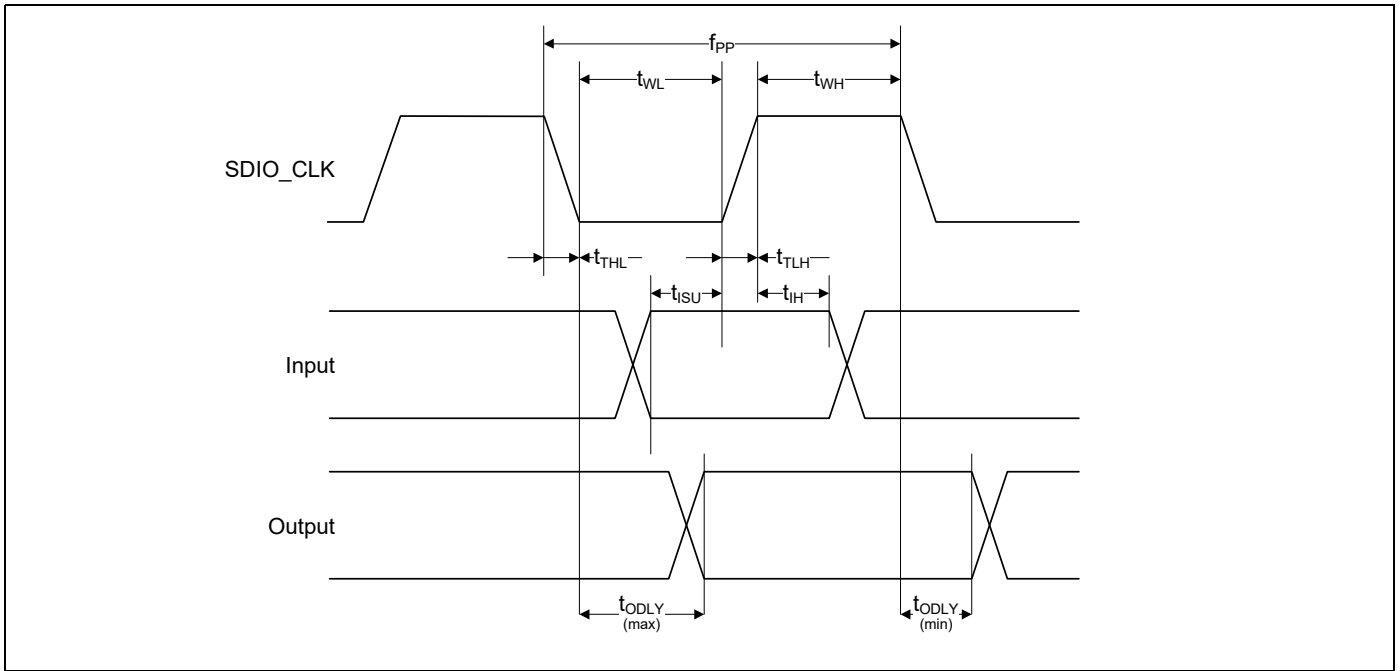 fPP
tWL
tWH
SDIO_CLK
tTHL
tTLH
tISU
tIH
Input
Output
tODLY
(max)
tODLY
(min)